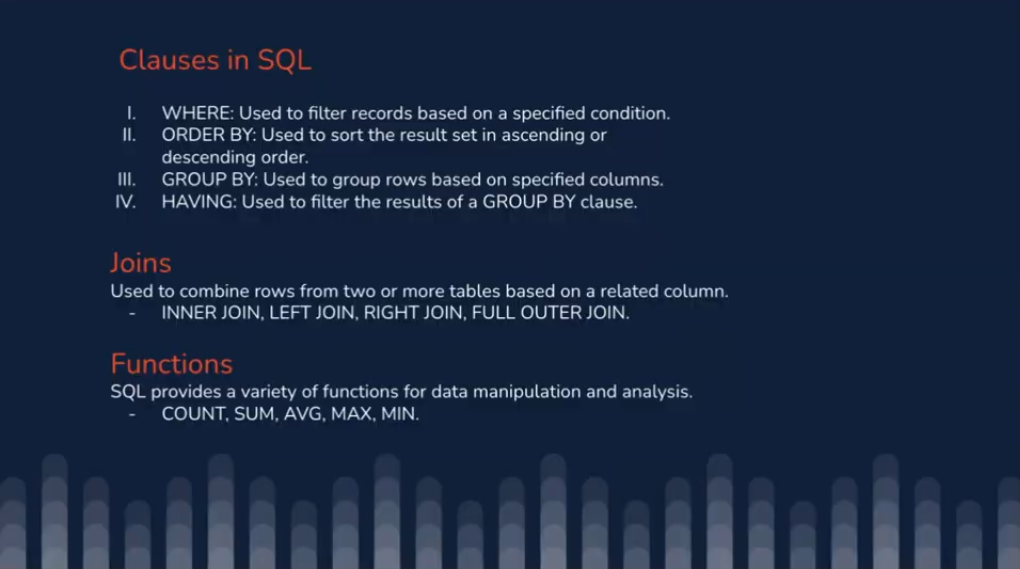 Clauses in SQL
I. WHERE: Used to filter records based on a specified condition.
II. ORDER BY: Used to sort the result set in ascending or
descending order.
III. GROUP BY: Used to group rows based on specified columns.
IV. HAVING: Used to filter the results of a GROUP BY clause.
Joins
Used to combine rows from two or more tables based on a related column.
- INNER JOIN, LEFT JOIN, RIGHT JOIN, FULL OUTER JOIN.
Functions
SQL provides a variety of functions for data manipulation and analysis.
- COUNT, SUM, AVG, MAX, MIN.